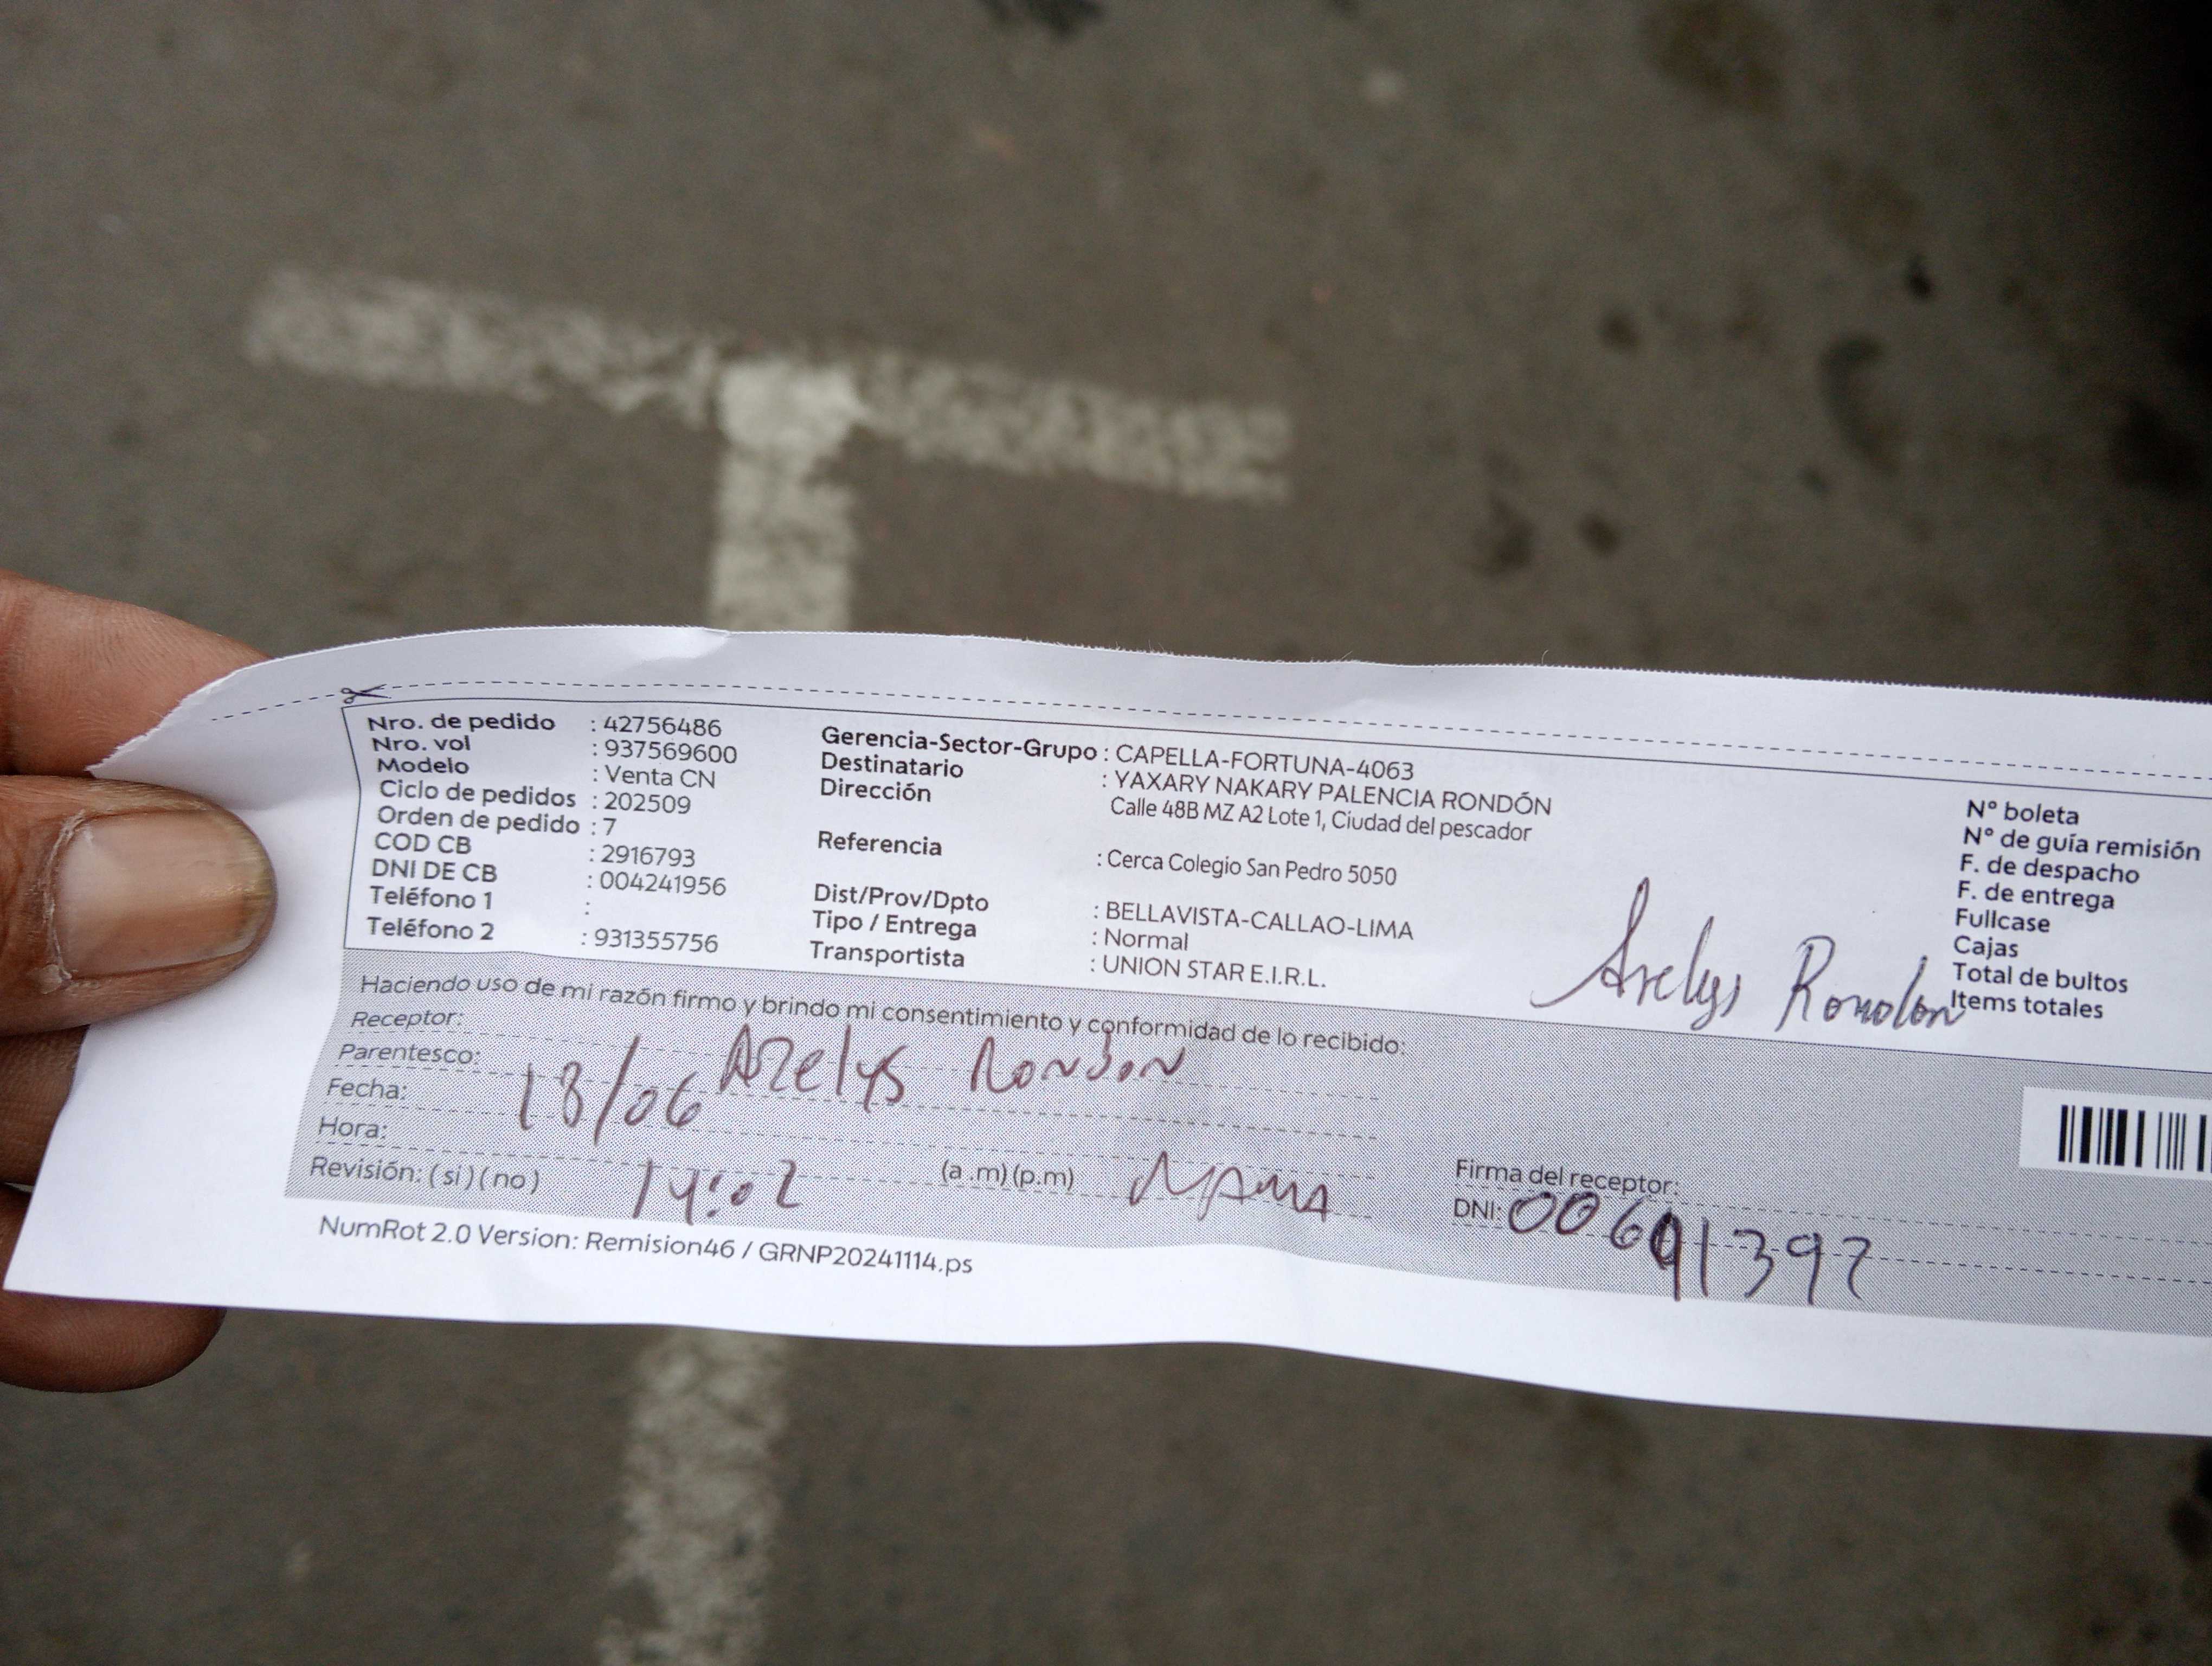 Nro. de pedido : 42756486
Nro. vol : 937569600
Modelo : Venta CN
Ciclo de pedidos : 202509
Orden de pedido : 7
COD CB : 2916793
DNI DE CB : 004241956
Teléfono 1 :
Teléfono 2 : 931355756
Gerencia-Sector-Grupo : CAPELLA-FORTUNA-4063
Destinatario : YAXARY NAKARY PALENCIA RONDÓN
Dirección Calle 48B MZ A2 Lote 1, Ciudad del pescador
Referencia : Cerca Colegio San Pedro 5050
Dist/Prov/Dpto : BELLAVISTA-CALLAO-LIMA
Tipo / Entrega : Normal
Transportista : UNION STAR E.I.R.L.
N° boleta
N° de guía remisión
F. de despacho
F. de entrega
Fullcase
Cajas
Total de bultos
Items totales
Arelys Rondon
Haciendo uso de mi razón firmo y brindo mi consentimiento y conformidad de lo recibido:
Receptor: Arelys Rondon
Parentesco:
Fecha: 18/06
Hora:
Revisión: (si) (no) 14:02 (a .m) (p.m) MAMA
Firma del receptor:
DNI: 00691392
NumRot 2.0 Version: Remision46 / GRNP20241114.ps